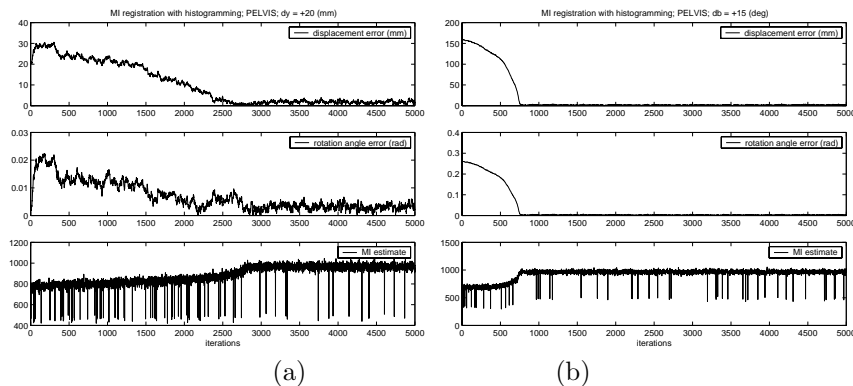 MI registration with histogramming; PELVIS; dy = +20 (mm)
40
30
20
10
0
displacement error (mm)
0 500 1000 1500 2000 2500 3000 3500 4000 4500 5000
0.03
0.02
0.01
0
rotation angle error (rad)
0 500 1000 1500 2000 2500 3000 3500 4000 4500 5000
1200
1000
800
600
400
MI estimate
0 500 1000 1500 2000 2500 3000 3500 4000 4500 5000
iterations
(a)
MI registration with histogramming; PELVIS; db = +15 (deg)
200
150
100
50
0
displacement error (mm)
0 500 1000 1500 2000 2500 3000 3500 4000 4500 5000
0.4
0.3
0.2
0.1
0
rotation angle error (rad)
0 500 1000 1500 2000 2500 3000 3500 4000 4500 5000
1500
1000
500
0
MI estimate
0 500 1000 1500 2000 2500 3000 3500 4000 4500 5000
iterations
(b)